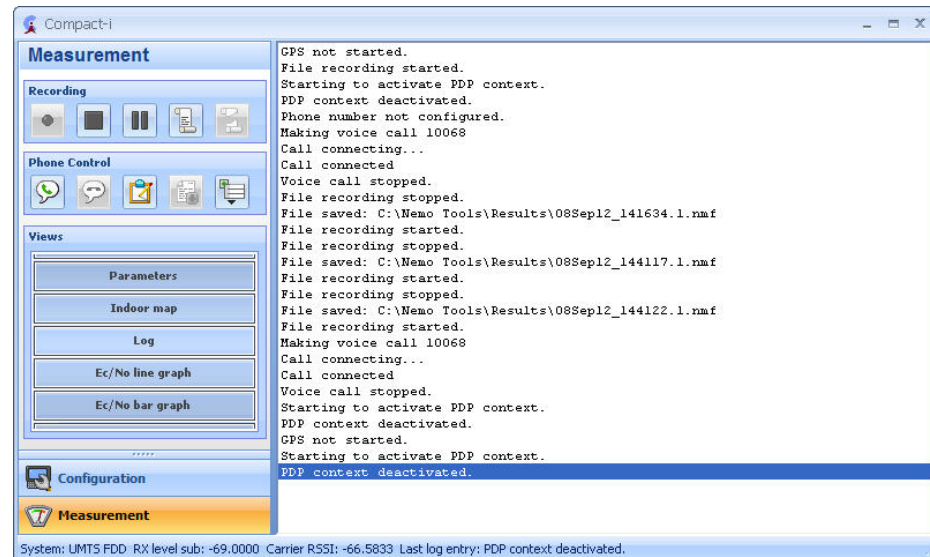 Compact-i
Measurement
Recording
Phone Control
Views
Parameters
Indoor map
Log
Ec/No line graph
Ec/No bar graph
Configuration
Measurement
GPS not started.
File recording started.
Starting to activate PDP context.
PDP context deactivated.
Phone number not configured.
Making voice call 10068
Call connecting...
Call connected
Voice call stopped.
File recording stopped.
File saved: C:\Nemo Tools\Results\08Sep12_141634.1.nmf
File recording started.
File recording stopped.
File saved: C:\Nemo Tools\Results\08Sep12_144117.1.nmf
File recording started.
File recording stopped.
File saved: C:\Nemo Tools\Results\08Sep12_144122.1.nmf
File recording started.
Making voice call 10068
Call connecting...
Call connected
Voice call stopped.
Starting to activate PDP context.
PDP context deactivated.
GPS not started.
Starting to activate PDP context.
PDP context deactivated.
System: UMTS FDD RX level sub: -69.0000 Carrier RSSI: -66.5833 Last log entry: PDP context deactivated.